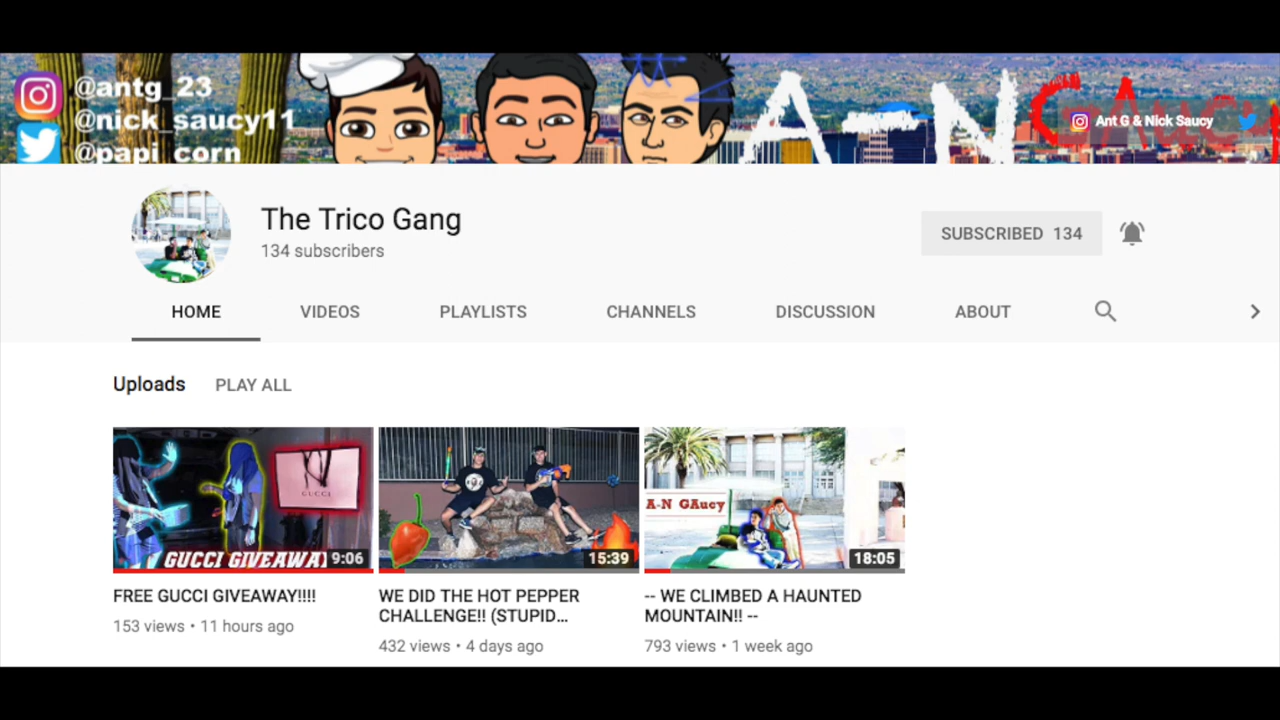 @antg_23
@nick_saucy11
@papi_corn
A-N GAucy
Ant G & Nick Saucy
The Trico Gang
134 subscribers
SUBSCRIBED 134
HOME VIDEOS PLAYLISTS CHANNELS DISCUSSION ABOUT
Uploads PLAY ALL
GUCCI
GUCCI GIVEAWA
9:06
15:39
A-N GAucy
18:05
FREE GUCCI GIVEAWAY!!!!
153 views • 11 hours ago
WE DID THE HOT PEPPER
CHALLENGE!! (STUPID...
432 views • 4 days ago
-- WE CLIMBED A HAUNTED
MOUNTAIN!! --
793 views • 1 week ago